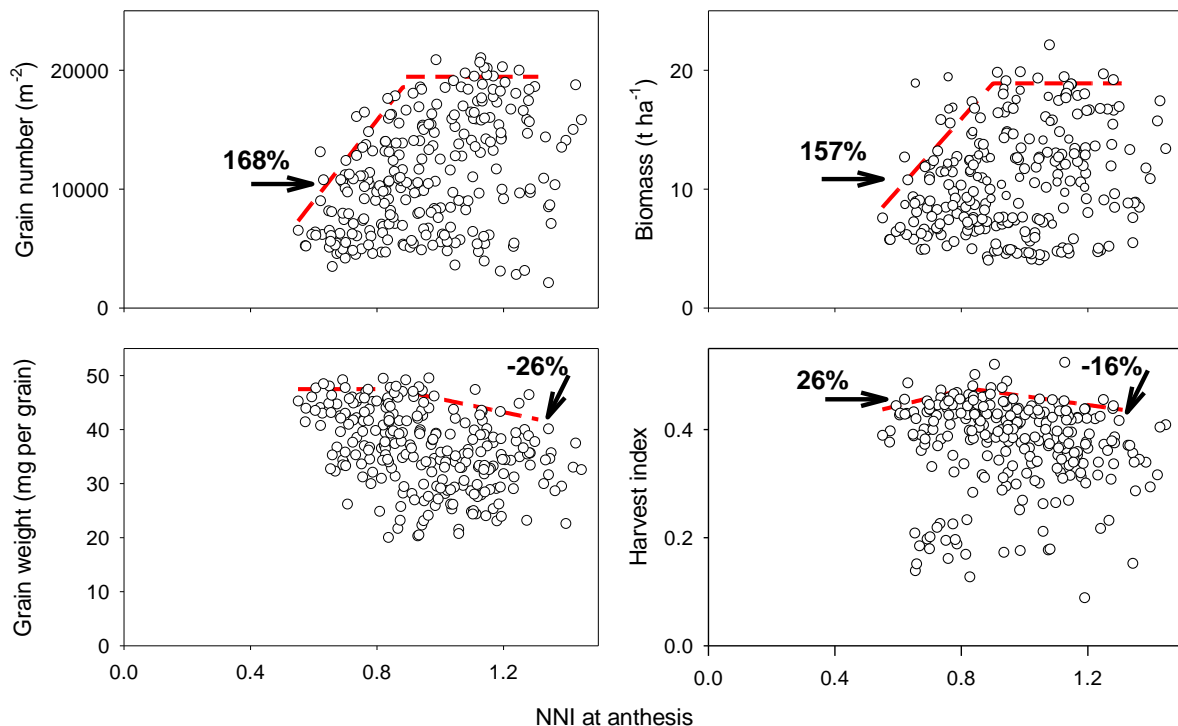 Grain number (m⁻²)
20000
10000
0
168%
Biomass (t ha⁻¹)
20
10
0
157%
Grain weight (mg per grain)
50
40
30
20
10
0
-26%
0.0 0.4 0.8 1.2
Harvest index
0.4
0.2
0.0
26%
-16%
0.0 0.4 0.8 1.2
NNI at anthesis